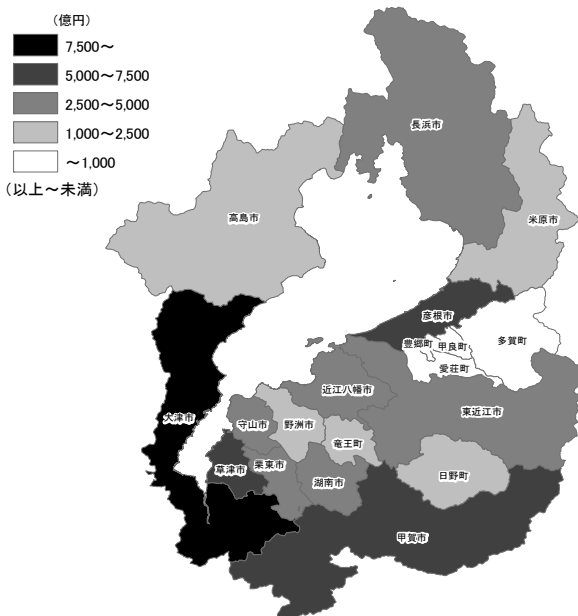 (億円)
7,500～
5,000～7,500
2,500～5,000
1,000～2,500
～1,000
(以上～未満)
長浜市
高島市
米原市
彦根市
豊郷町
甲良町
多賀町
愛荘町
近江八幡市
東近江市
大津市
守山市
野洲市
竜王町
草津市
栗東市
湖南市
日野町
甲賀市